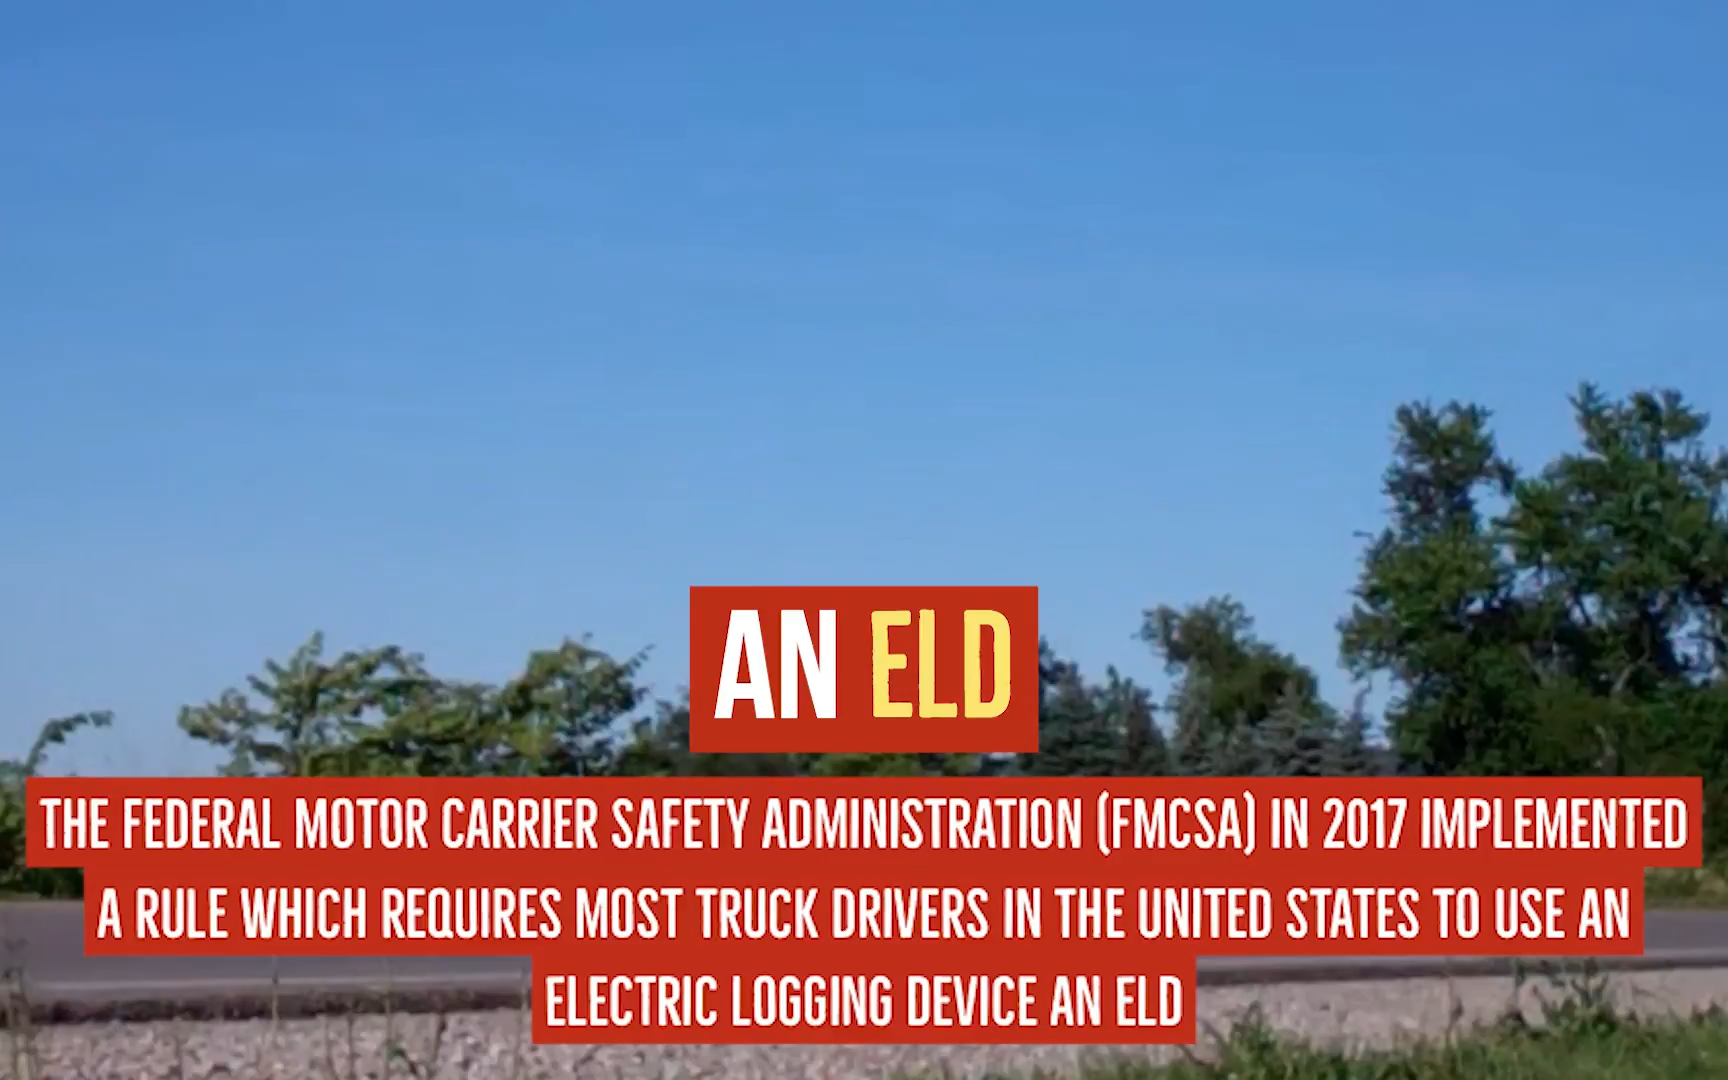 AN ELD
THE FEDERAL MOTOR CARRIER SAFETY ADMINISTRATION (FMCSA) IN 2017 IMPLEMENTED
A RULE WHICH REQUIRES MOST TRUCK DRIVERS IN THE UNITED STATES TO USE AN
ELECTRIC LOGGING DEVICE AN ELD